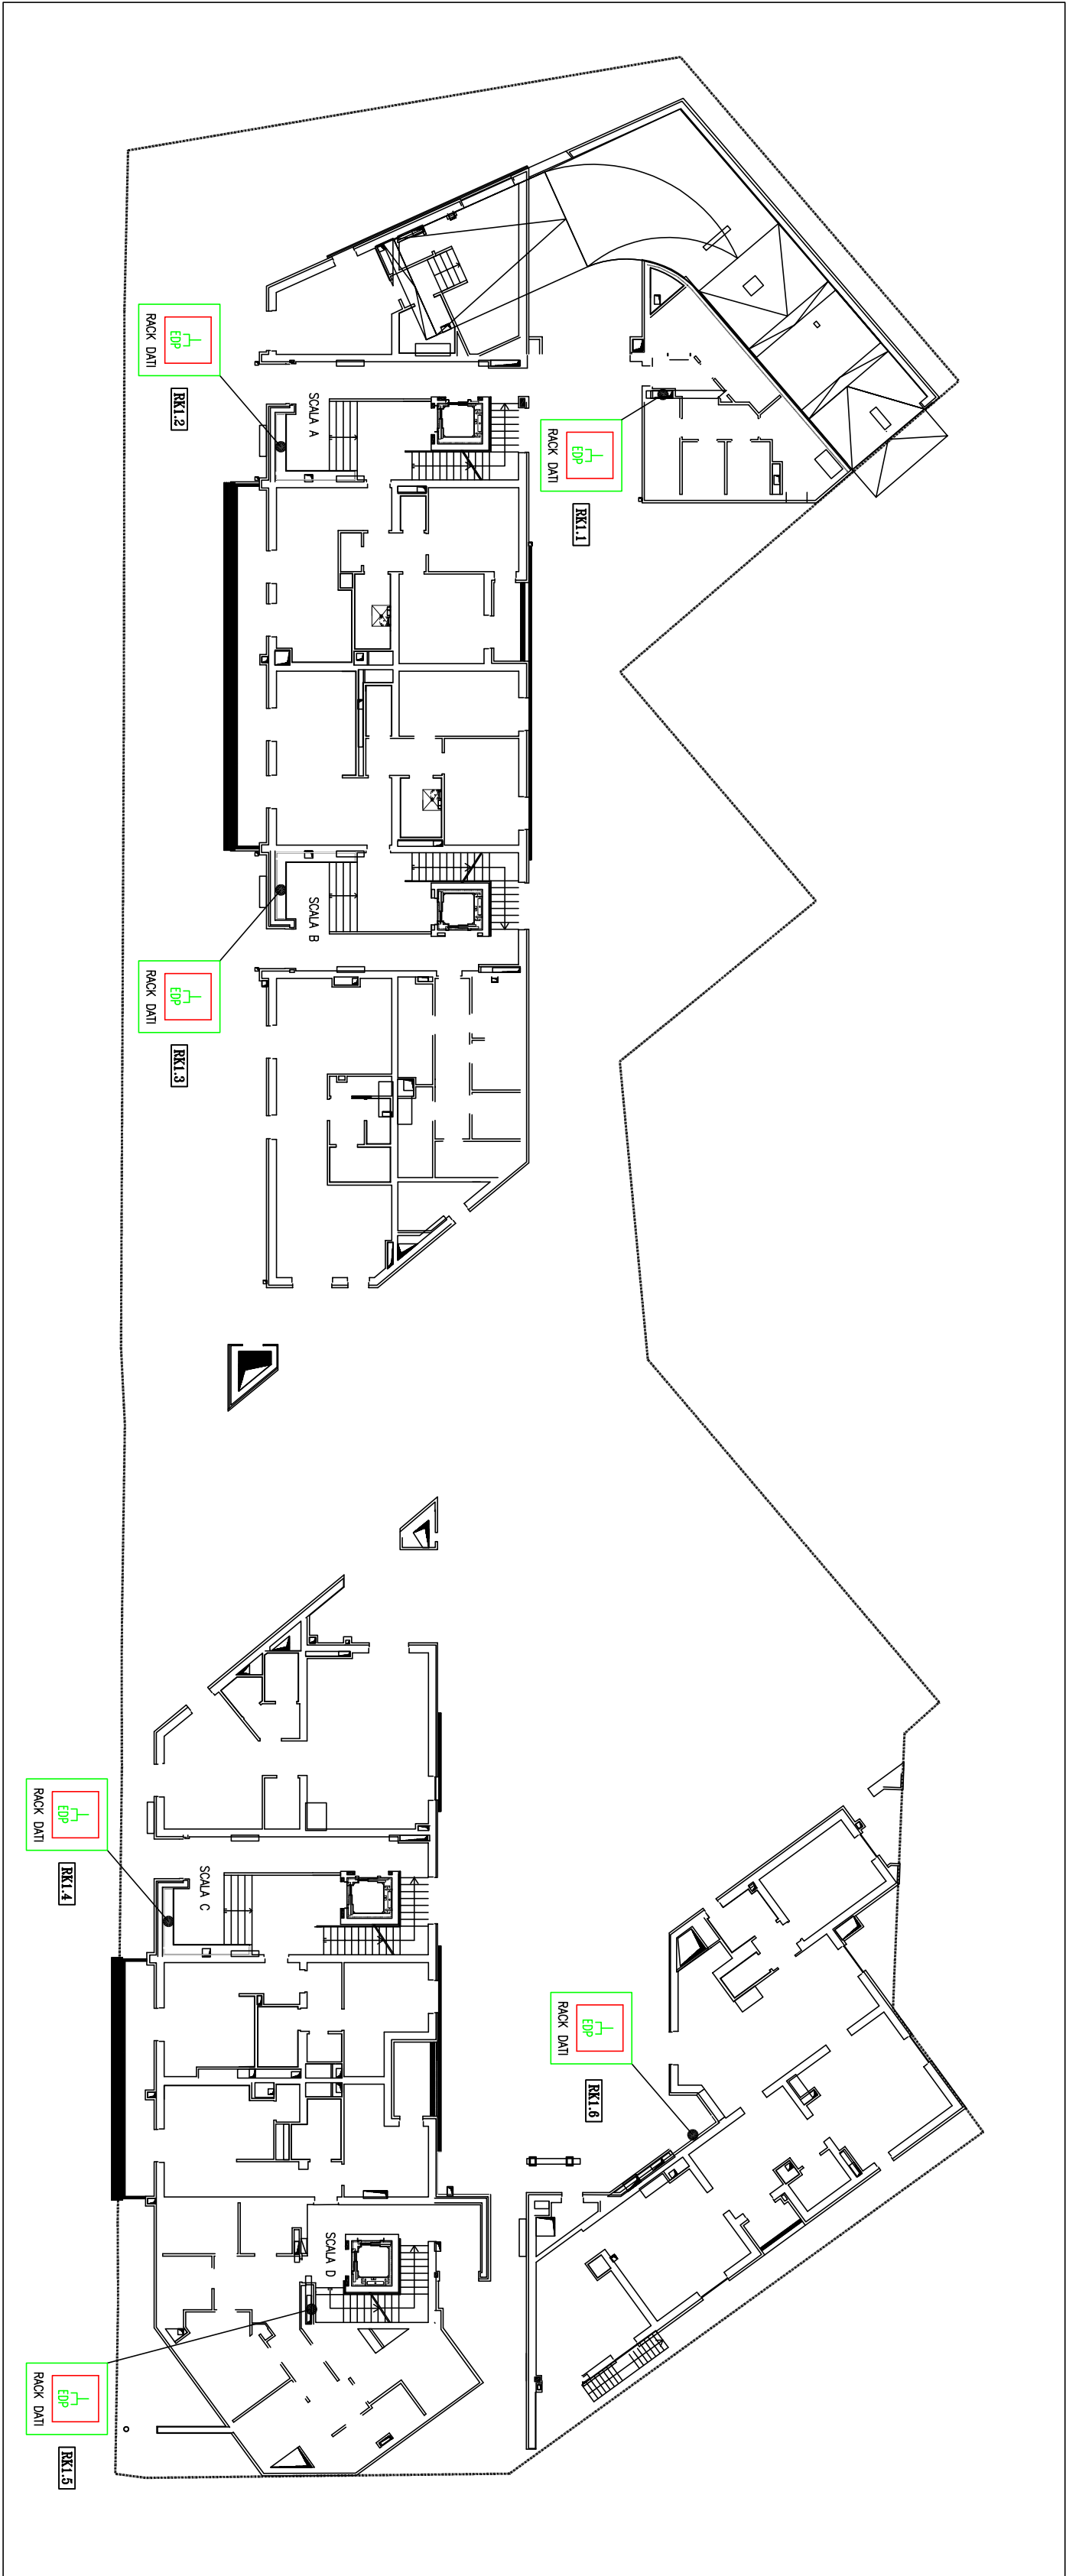 EDP
RACK DATI
RK1.2
SCALA A
EDP
RACK DATI
RK1.1
SCALA B
EDP
RACK DATI
RK1.3
EDP
RACK DATI
RK1.4
SCALA C
EDP
RACK DATI
RK1.6
SCALA D
EDP
RACK DATI
RK1.5